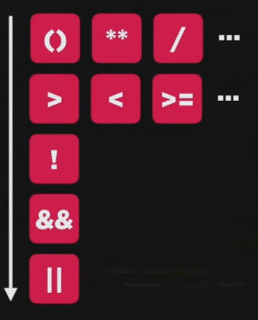 () ** / ...
> < >= ...
!
&&
||